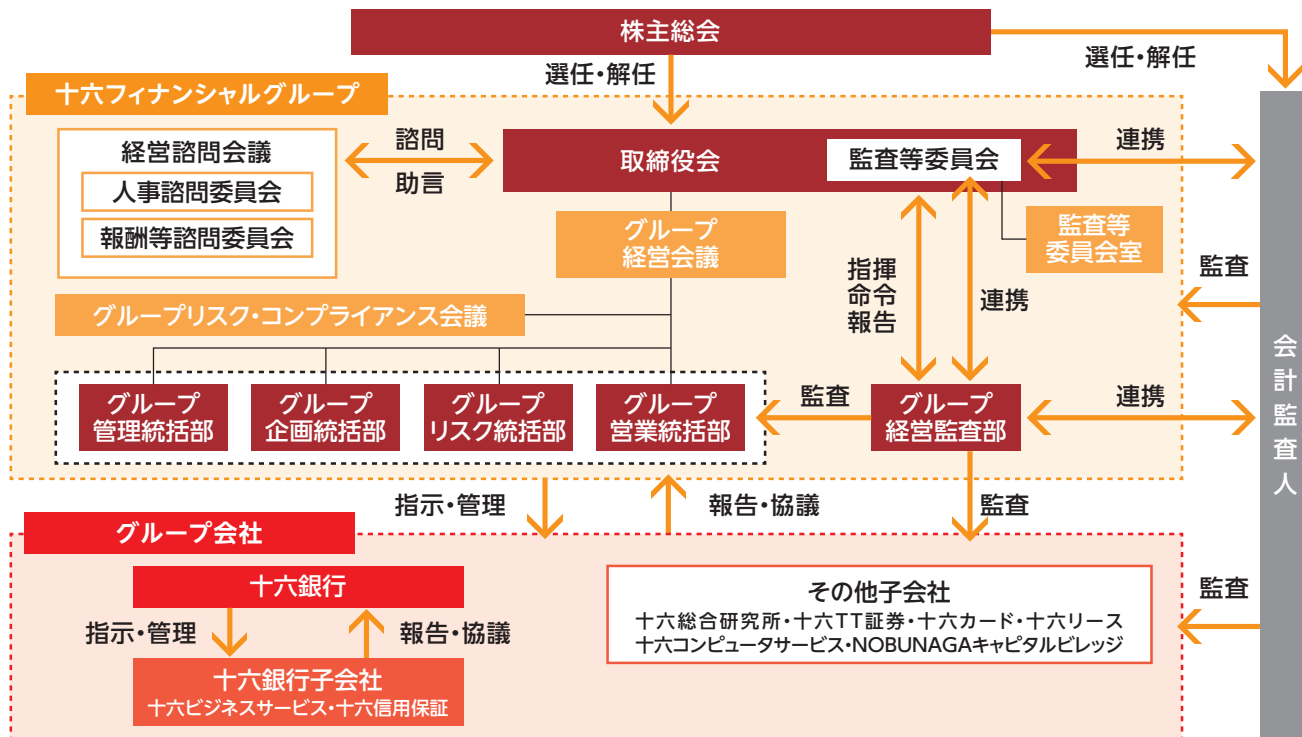 株主総会
選任・解任
選任・解任
十六フィナンシャルグループ
経営諮問会議
人事諮問委員会
報酬等諮問委員会
諮問
助言
取締役会
監査等委員会
連携
グループ
経営会議
監査等
委員会室
指揮
命令
報告
連携
監査
グループリスク・コンプライアンス会議
グループ
管理統括部
グループ
企画統括部
グループ
リスク統括部
グループ
営業統括部
監査
グループ
経営監査部
連携
会計監査人
指示・管理
報告・協議
監査
グループ会社
十六銀行
指示・管理
報告・協議
十六銀行子会社
十六ビジネスサービス・十六信用保証
その他子会社
十六総合研究所・十六TT証券・十六カード・十六リース
十六コンピュータサービス・NOBUNAGAキャピタルビレッジ
監査